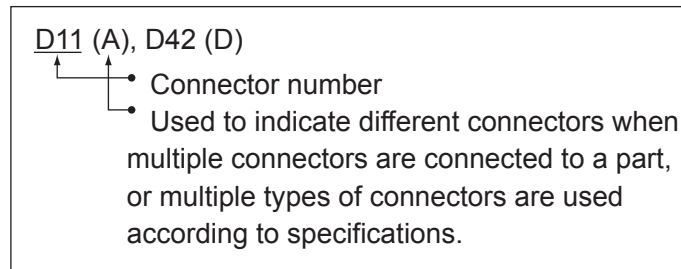 D11 (A), D42 (D)
Connector number
Used to indicate different connectors when
multiple connectors are connected to a part,
or multiple types of connectors are used
according to specifications.